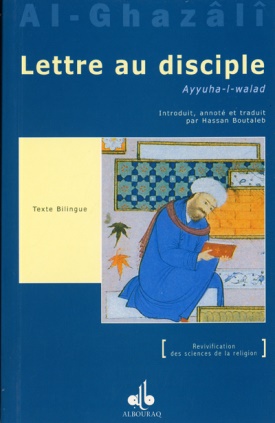 Al-Ghazâlî
Lettre au disciple
Ayyuha-l-walad
Introduit, annoté et traduit
par Hassan Boutaleb
Texte Bilingue
[ Revivification
des sciences de la religion ]
alb
ALBOURAQ